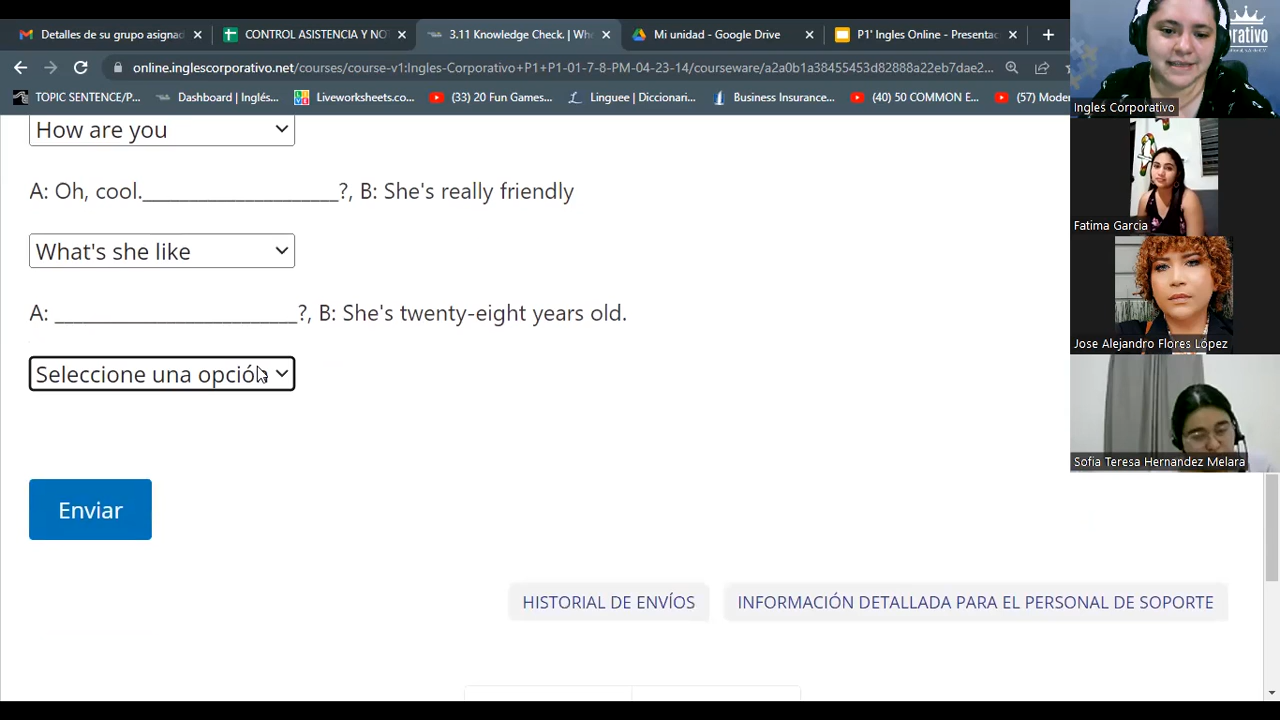 Detalles de su grupo asignad
CONTROL ASISTENCIA Y NO
3.11 Knowledge Check. | Wh
Mi unidad - Google Drive
P1' Ingles Online - Presentac
online.inglescorporativo.net/courses/course-v1:Ingles-Corporativo+P1+P1-01-7-8-PM-04-23-14/courseware/a2a0b1a38455453d82888a22eb7dae2...
TOPIC SENTENCE/P...
Dashboard | Inglés...
Liveworksheets.co...
(33) 20 Fun Games...
Linguee | Diccionari...
Business Insurance...
(40) 50 COMMON E...
(57) Mode
orativo
Ingles Corporativo
Fatima Garcia
Jose Alejandro Flores López
Sofia Teresa Hernandez Melara
How are you
A: Oh, cool.____________________?, B: She's really friendly
What's she like
A: _________________________?, B: She's twenty-eight years old.
Seleccione una opción
Enviar
HISTORIAL DE ENVÍOS
INFORMACIÓN DETALLADA PARA EL PERSONAL DE SOPORTE